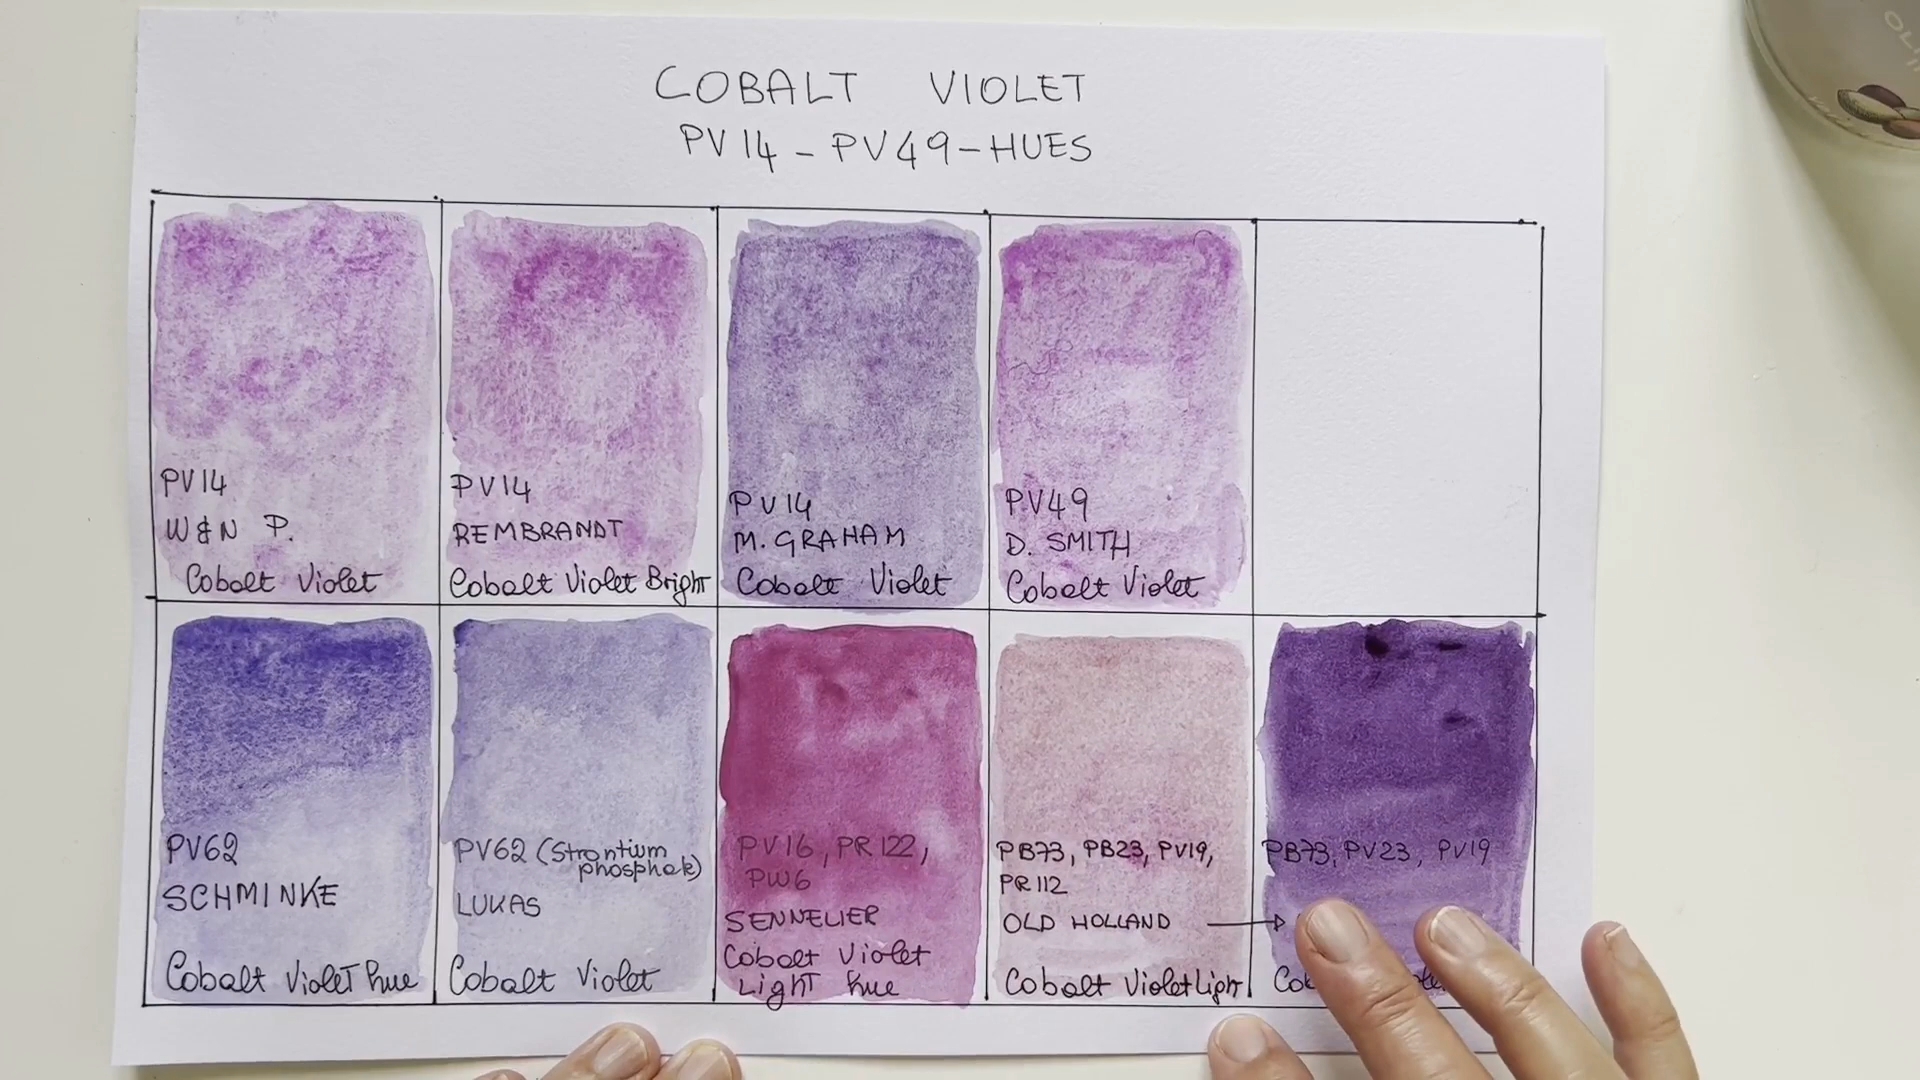 COBALT VIOLET
PV14 - PV49 - HUES
PV14
W&N P.
Cobalt Violet
PV14
REMBRANDT
Cobalt Violet Bright
PV14
M. GRAHAM
Cobalt Violet
PV49
D. SMITH
Cobalt Violet
PV62
SCHMINKE
Cobalt Violet hue
PV62 (Strontium
phosphate)
LUKAS
Cobalt Violet
PV16, PR122,
PW6
SENNELIER
Cobalt Violet
Light hue
PB73, PB23, PV19,
PR112
OLD HOLLAND
Cobalt Violet Light
PB73, PV23, PV19